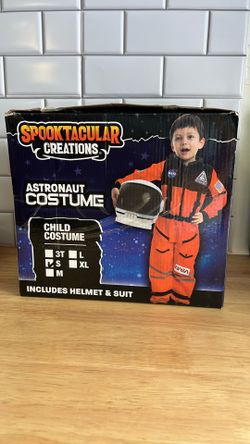 SPOOKTACULAR
CREATIONS
ASTRONAUT
COSTUME
CHILD
COSTUME
3T L
S XL
M
INCLUDES HELMET & SUIT
NASA